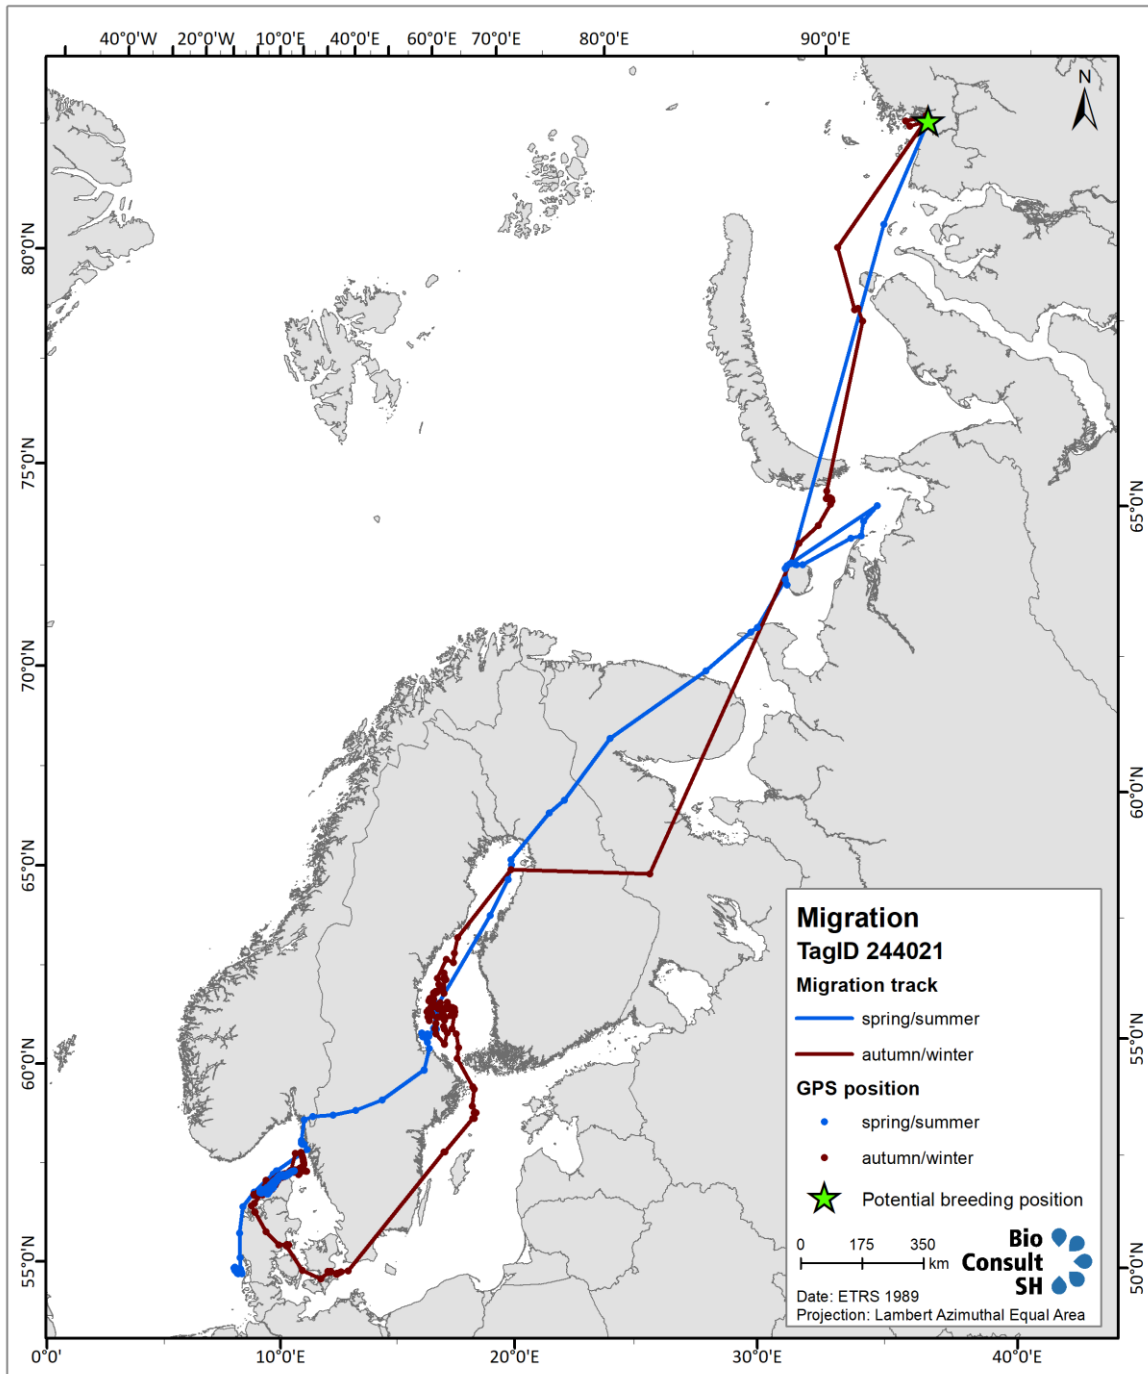 40°0'W 20°0'W 10°0'E 40°0'E 60°0'E 70°0'E 80°0'E 90°0'E
N
80°0'N
75°0'N
65°0'N
70°0'N
60°0'N
65°0'N
55°0'N
60°0'N
55°0'N
50°0'N
Migration
TagID 244021
Migration track
spring/summer
autumn/winter
GPS position
spring/summer
autumn/winter
Potential breeding position
0 175 350
km
Bio
Consult
SH
Date: ETRS 1989
Projection: Lambert Azimuthal Equal Area
0°0' 10°0'E 20°0'E 30°0'E 40°0'E